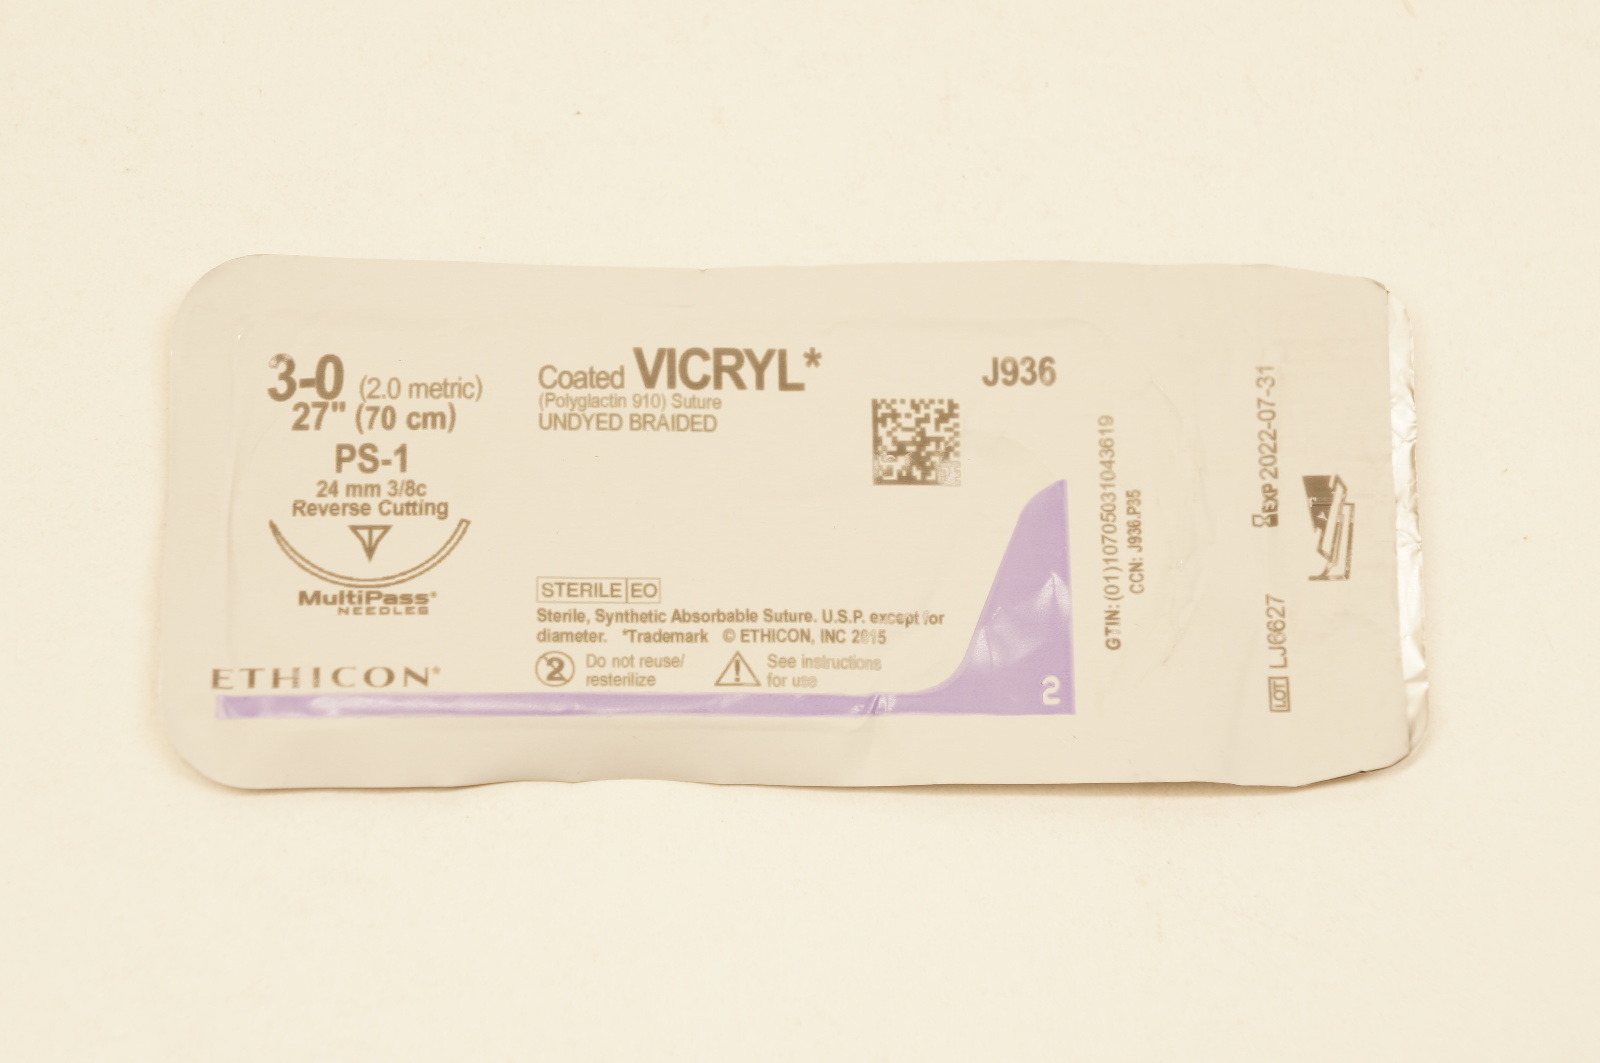 3-0 (2.0 metric)
27" (70 cm)
PS-1
24 mm 3/8c
Reverse Cutting
MultiPass*
NEEDLES
ETHICON*
Coated VICRYL*
(Polyglactin 910) Suture
UNDYED BRAIDED
J936
STERILE EO
Sterile, Synthetic Absorbable Suture. U.S.P. except for
diameter. *Trademark © ETHICON, INC 2015
2 Do not reuse/
resterilize
See instructions
for use
2
GTIN: (01)10705031043619
CCN: J936.P35
EXP 2022-07-31
LOT LJ6627